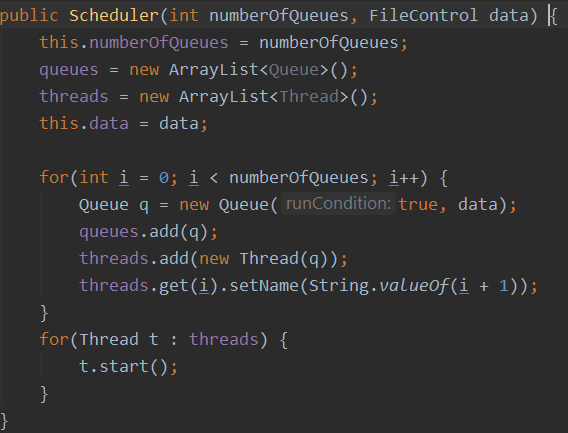 public Scheduler(int numberOfQueues, FileControl data) {
    this.numberOfQueues = numberOfQueues;
    queues = new ArrayList<Queue>();
    threads = new ArrayList<Thread>();
    this.data = data;

    for(int i = 0; i < numberOfQueues; i++) {
        Queue q = new Queue( runCondition: true, data);
        queues.add(q);
        threads.add(new Thread(q));
        threads.get(i).setName(String.valueOf(i + 1));
    }
    for(Thread t : threads) {
        t.start();
    }
}